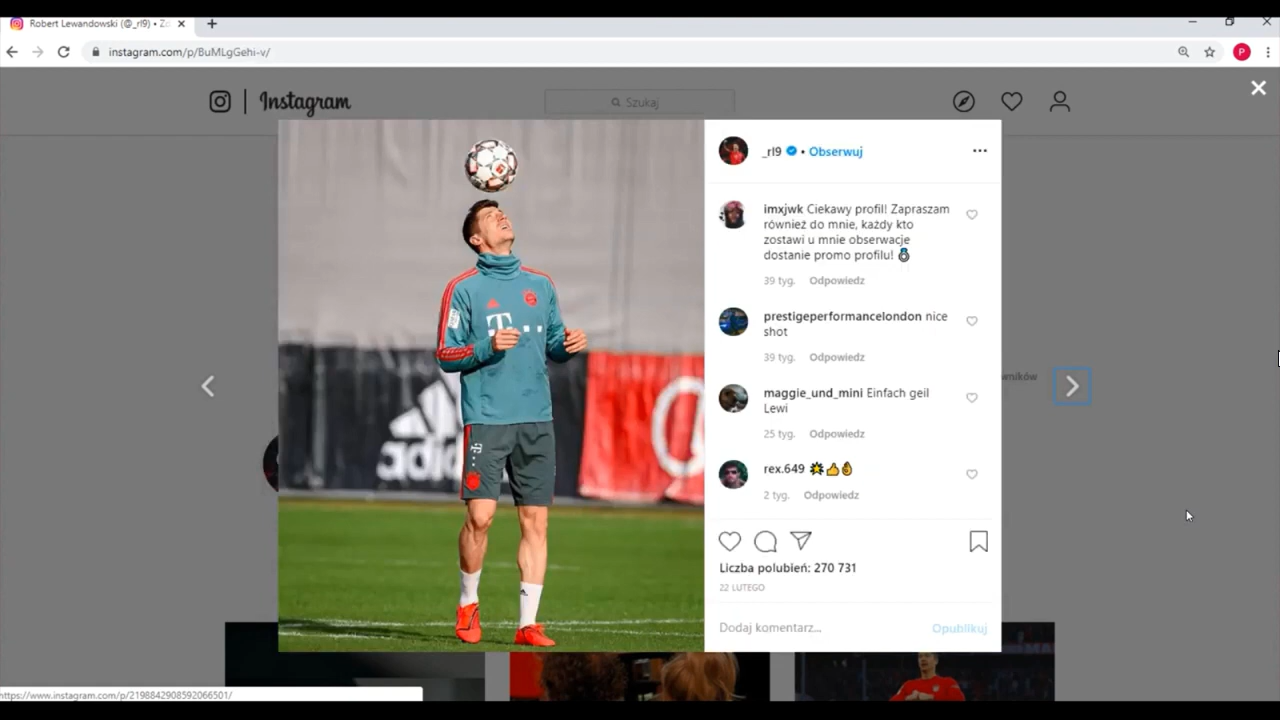 Robert Lewandowski (@_rl9) • Z
instagram.com/p/BuMLgGehi-v/
P
Instagram
Szukaj
_rl9 • Obserwuj
imxjwk Ciekawy profil! Zapraszam
również do mnie, każdy kto
zostawi u mnie obserwacje
dostanie promo profilu!
39 tyg. Odpowiedz
prestigeperformancelondon nice
shot
39 tyg. Odpowiedz
maggie_und_mini Einfach geil
Lewi
25 tyg. Odpowiedz
rex.649
2 tyg. Odpowiedz
Liczba polubień: 270 731
22 LUTEGO
Dodaj komentarz...
Opublikuj
wników
T..
https://www.instagram.com/p/2198842908592066501/